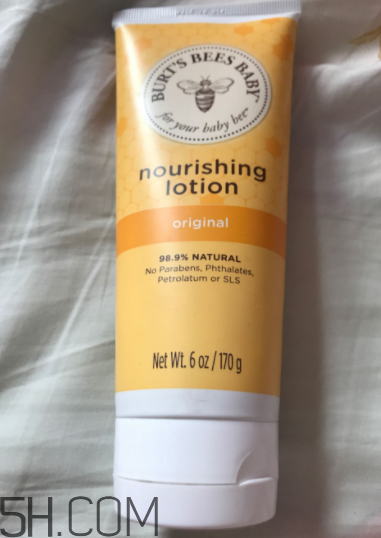 BURT'S BEES BABY
for your baby bee
nourishing
lotion
original
98.9% NATURAL
No Parabens, Phthalates,
Petrolatum or SLS
Net Wt. 6 oz / 170 g
5H.COM